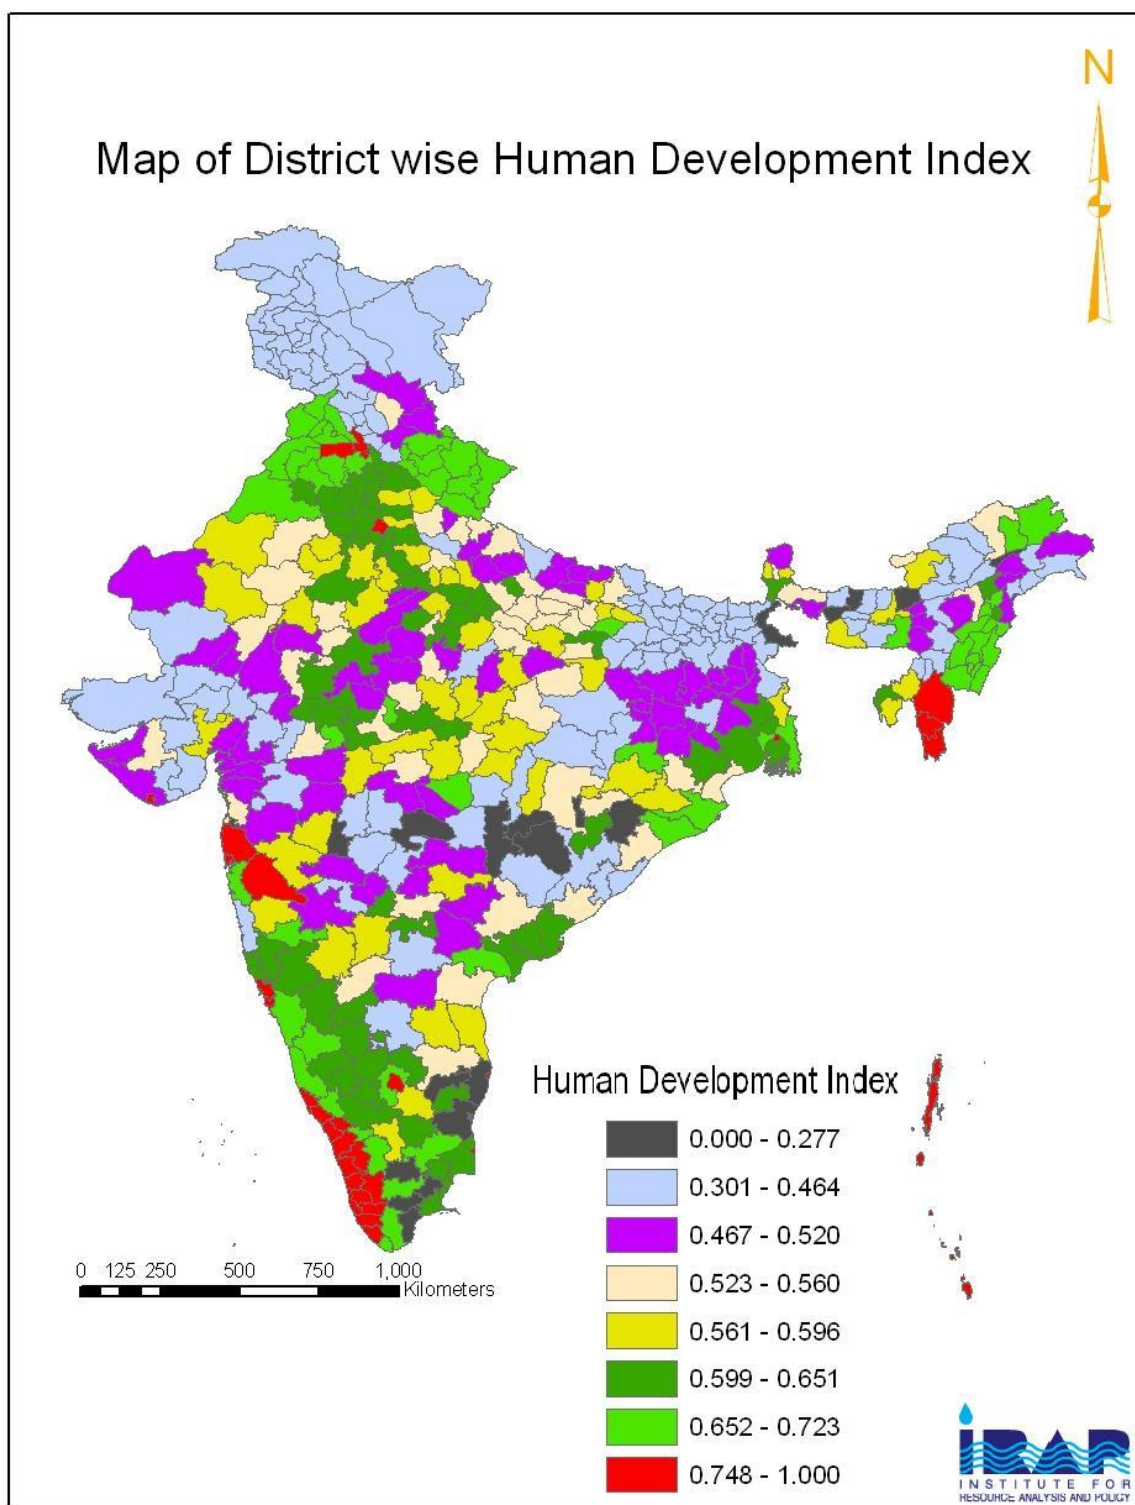 N
Map of District wise Human Development Index
Human Development Index
0.000 - 0.277
0.301 - 0.464
0.467 - 0.520
0.523 - 0.560
0.561 - 0.596
0.599 - 0.651
0.652 - 0.723
0.748 - 1.000
0 125 250 500 750 1,000
Kilometers
IRAP
INSTITUTE FOR
RESOURCE ANALYSIS AND POLICY